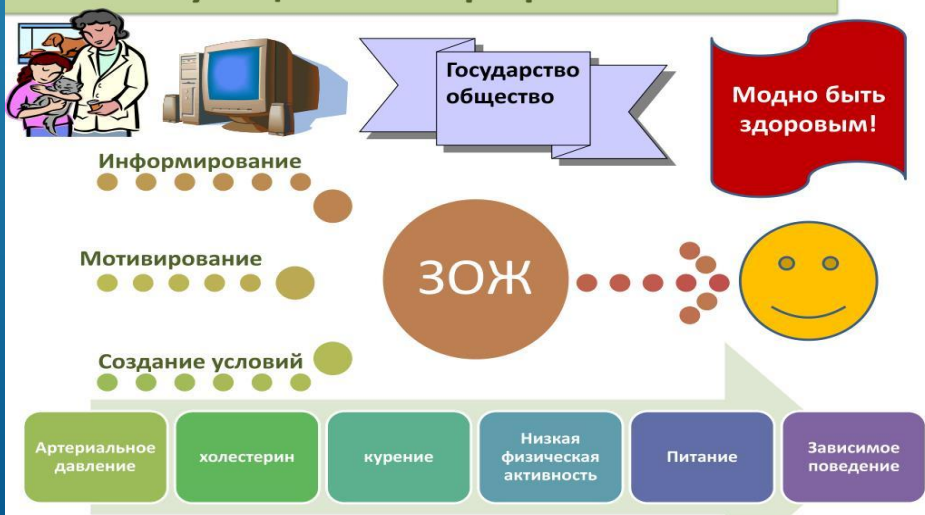 Государство
общество
Модно быть
здоровым!
Информирование
Мотивирование
ЗОЖ
Создание условий
Артериальное
давление
холестерин
курение
Низкая
физическая
активность
Питание
Зависимое
поведение